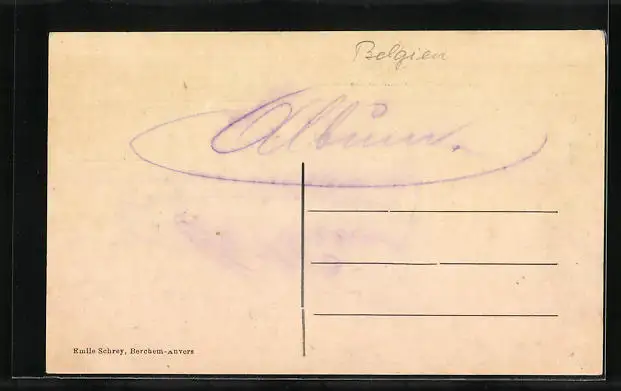 Belgien
Album.
Emile Schrey, Berchem-Anvers